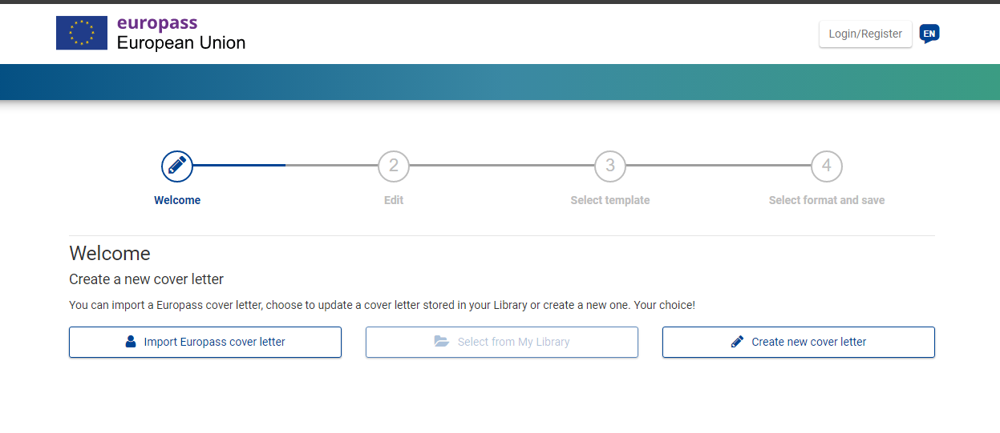 europass
European Union
Login/Register
EN
2
3
4
Welcome
Edit
Select template
Select format and save
Welcome
Create a new cover letter
You can import a Europass cover letter, choose to update a cover letter stored in your Library or create a new one. Your choice!
Import Europass cover letter
Select from My Library
Create new cover letter